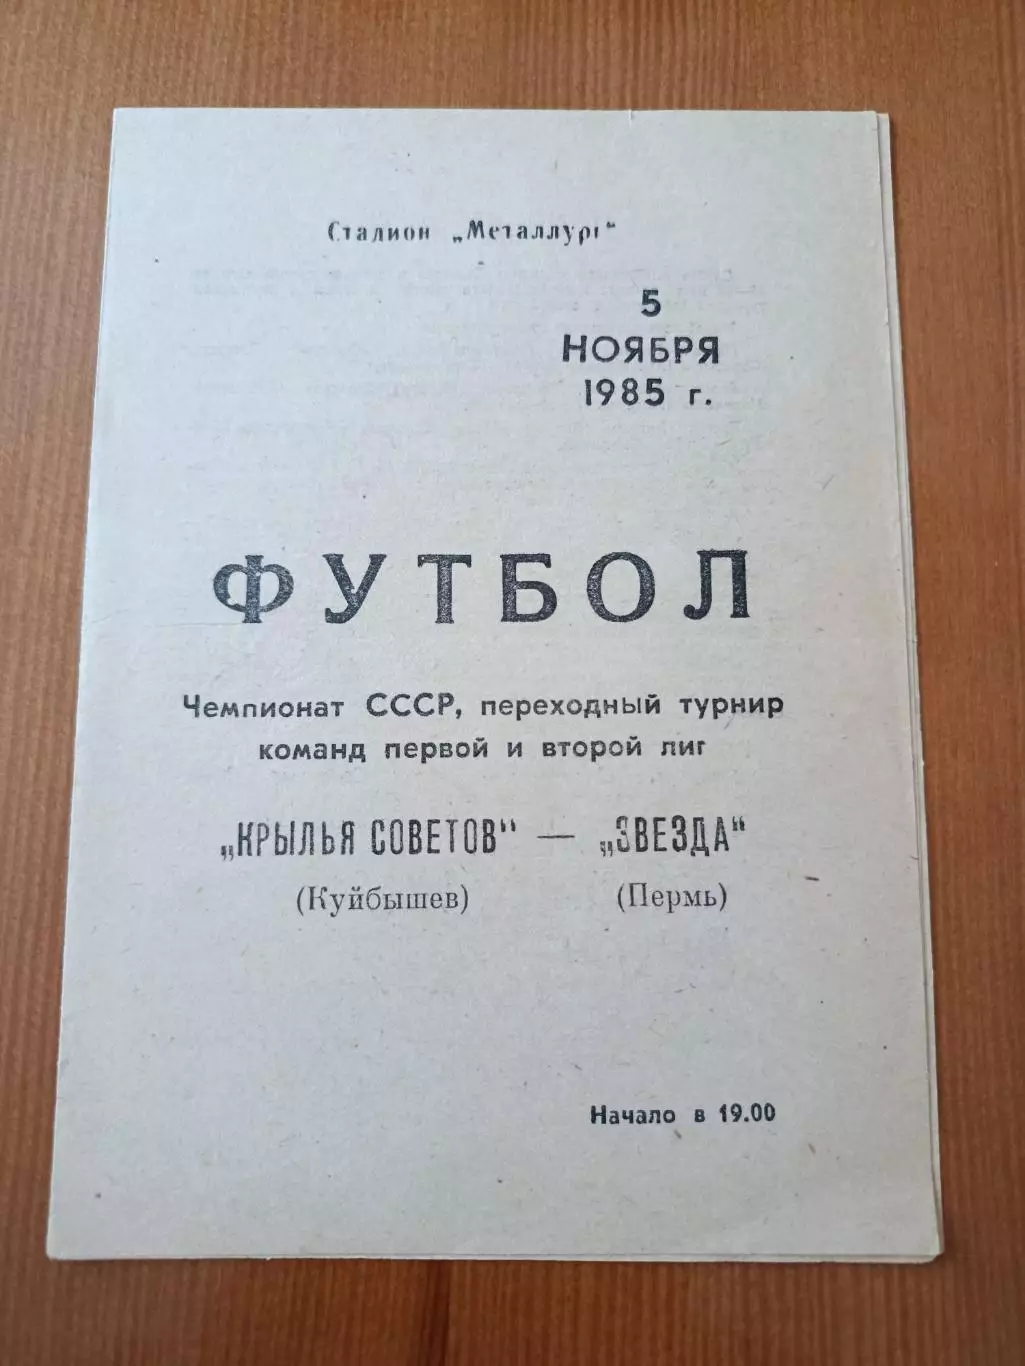 Стадион „Металлург“
5
НОЯБРЯ
1985 г.
ФУТБОЛ
Чемпионат СССР, переходный турнир
команд первой и второй лиг
„КРЫЛЬЯ СОВЕТОВ“ — „ЗВЕЗДА“
(Куйбышев) (Пермь)
Начало в 19.00